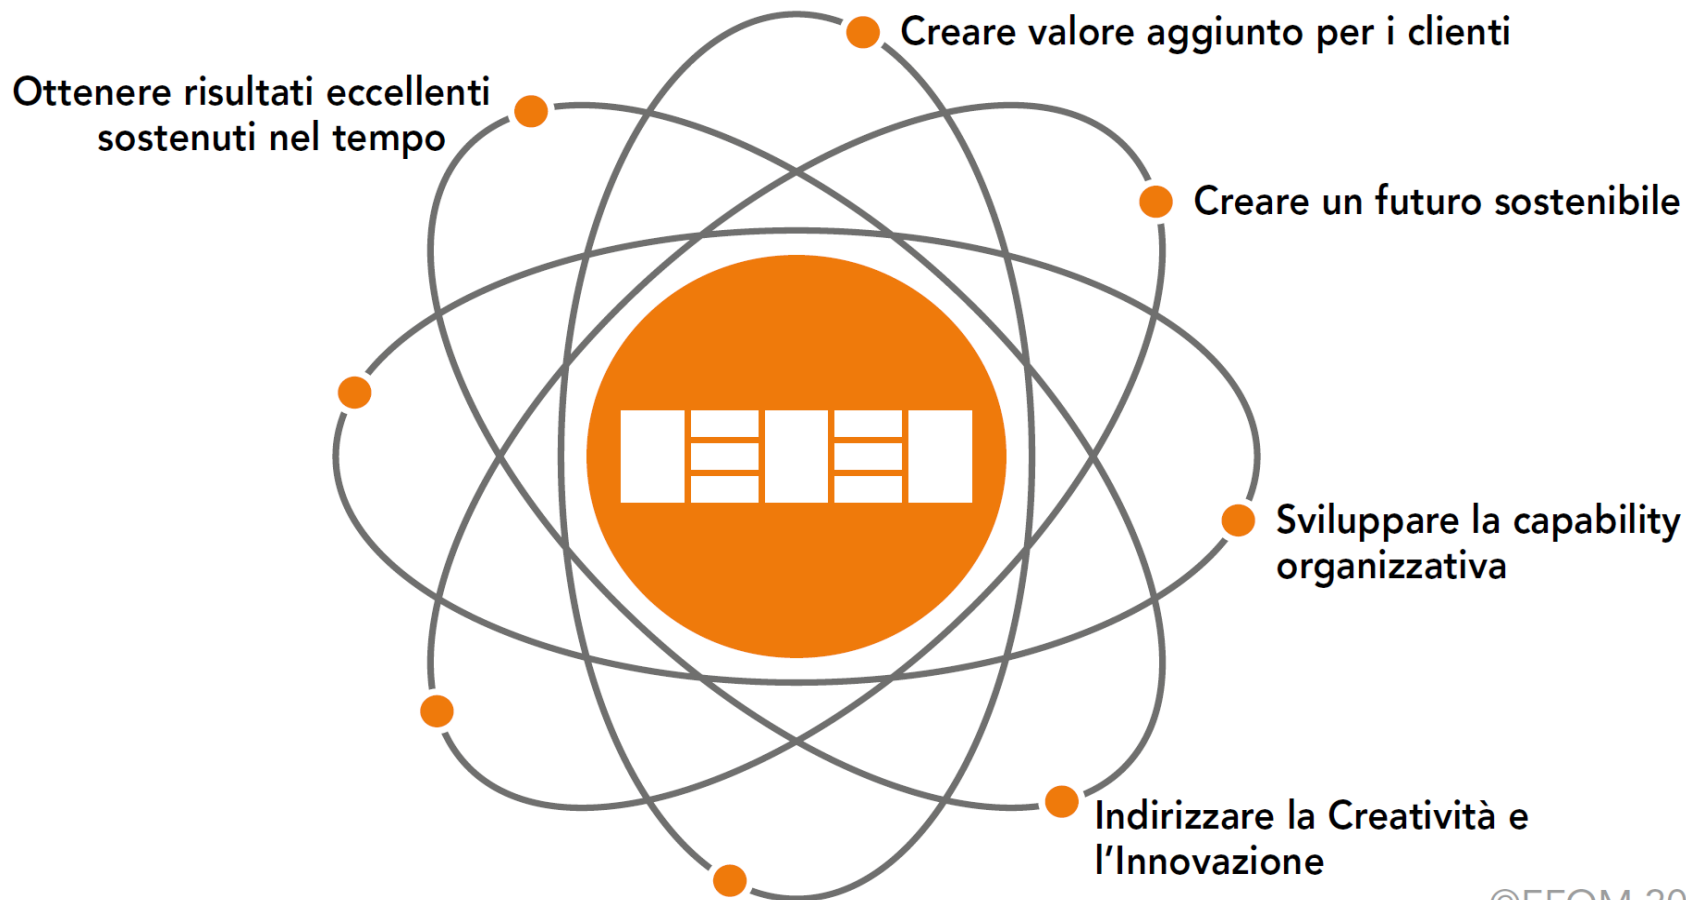 Creare valore aggiunto per i clienti
Ottenere risultati eccellenti
sostenuti nel tempo
Creare un futuro sostenibile
Sviluppare la capability
organizzativa
Indirizzare la Creatività e
l’Innovazione
©EFQM